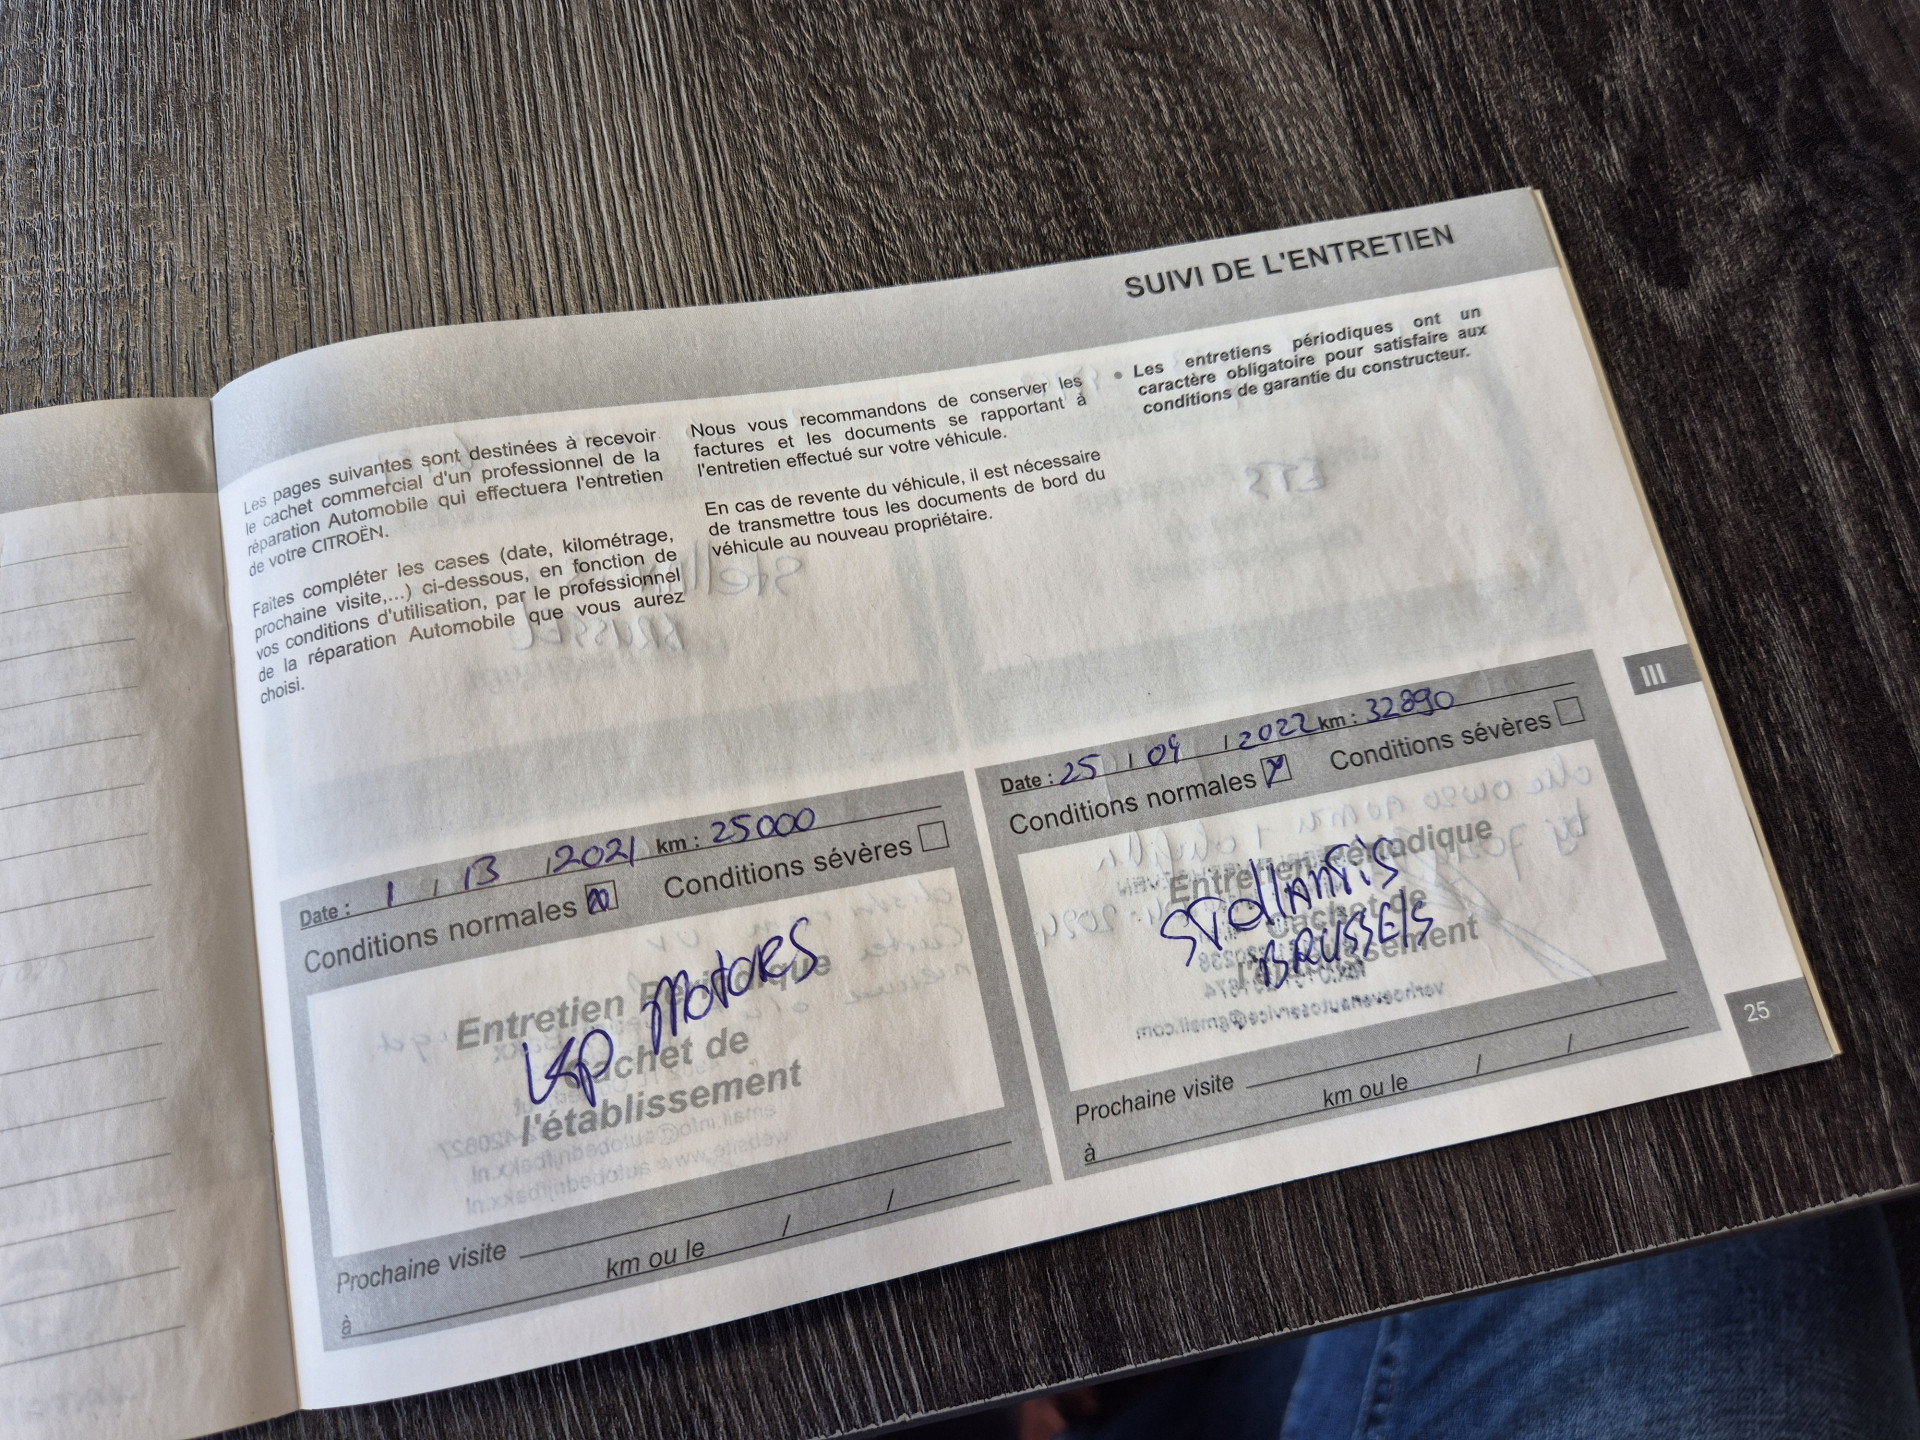 SUIVI DE L'ENTRETIEN
Les pages suivantes sont destinées à recevoir
le cachet commercial d'un professionnel de la
réparation Automobile qui effectuera l'entretien
de votre CITROËN.
Faites compléter les cases (date, kilométrage,
prochaine visite,...) ci-dessous, en fonction de
vos conditions d'utilisation, par le professionnel
de la réparation Automobile que vous aurez
choisi.
Nous vous recommandons de conserver les
factures et les documents se rapportant à
l'entretien effectué sur votre véhicule.
En cas de revente du véhicule, il est nécessaire
de transmettre tous les documents de bord du
véhicule au nouveau propriétaire.
• Les entretiens périodiques ont un
caractère obligatoire pour satisfaire aux
conditions de garantie du constructeur.
III
Date : 1 / 13 / 2021 km : 25000
Conditions normales Conditions sévères
Entretien Périodique
Cachet de
l'établissement
KP MOTORS
Prochaine visite
km ou le / /
à
Date : 25 / 04 / 2022 km : 32890
Conditions normales Conditions sévères
Entretien Périodique
Cachet de
l'établissement
STELLANTIS
BRUSSELS
Prochaine visite
km ou le / /
à
25